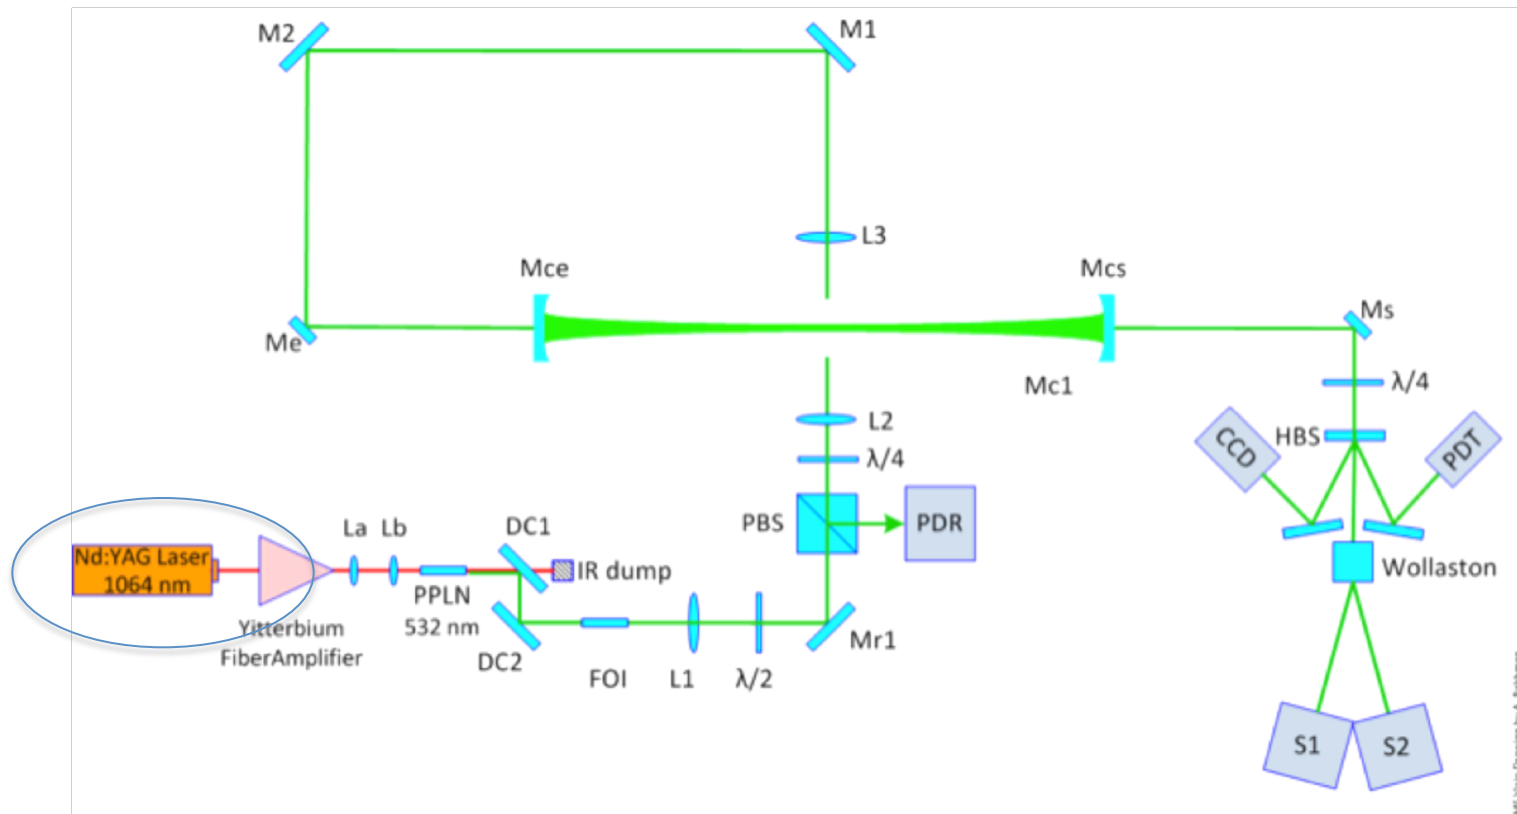 M2
M1
L3
Mce
Mcs
Ms
Me
Mc1
λ/4
L2
HBS
CCD
PDT
λ/4
PBS
PDR
La
Lb
DC1
Nd:YAG Laser
1064 nm
IR dump
Wollaston
PPLN
532 nm
Yitterbium
FiberAmplifier
DC2
FOI
L1
λ/2
Mr1
S1
S2